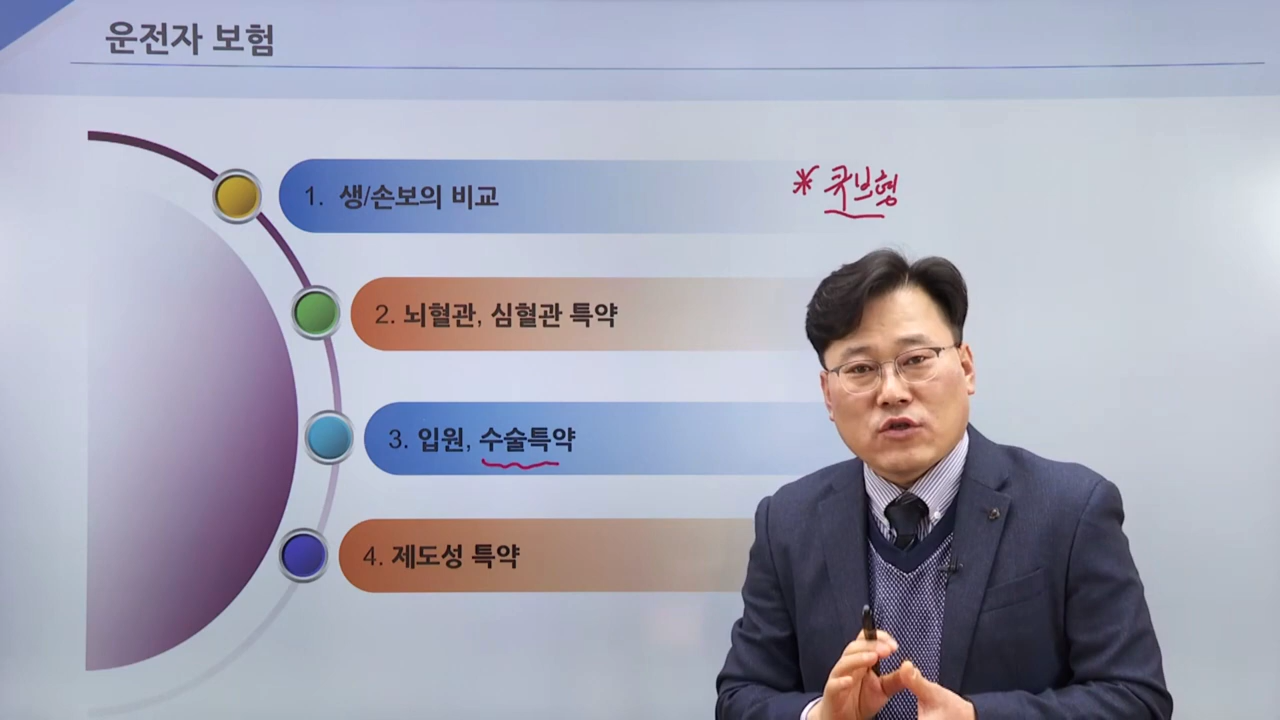 운전자 보험
1. 생/손보의 비교
* 쿠브형
2. 뇌혈관, 심혈관 특약
3. 입원, 수술특약
4. 제도성 특약